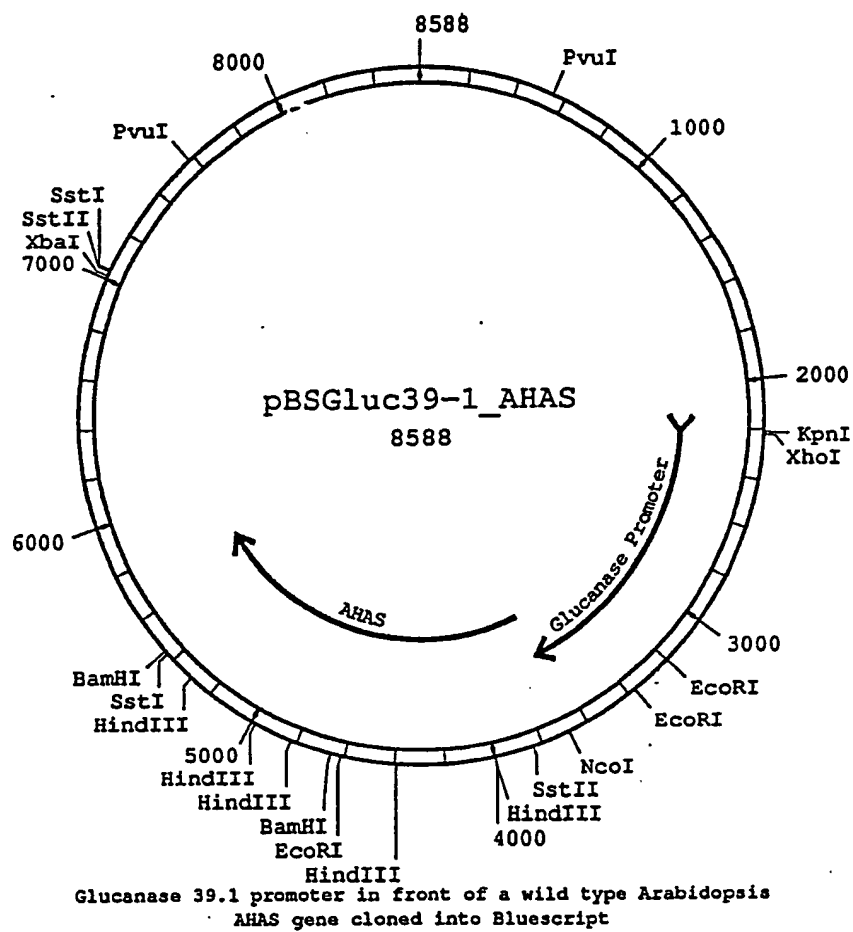 8588
8000
PvuI
PvuI
1000
SstI
SstII
XbaI
7000
2000
pBSGluc39-1_AHAS
8588
KpnI
XhoI
Glucanase Promoter
6000
AHAS
3000
BamHI
SstI
HindIII
EcoRI
EcoRI
5000
NcoI
HindIII
SstII
HindIII
HindIII
BamHI
4000
EcoRI
HindIII
Glucanase 39.1 promoter in front of a wild type Arabidopsis
AHAS gene cloned into Bluescript